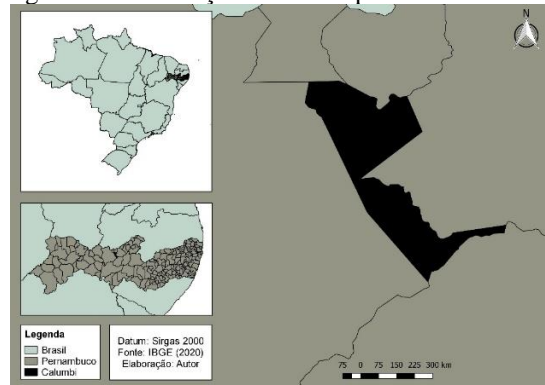 Legenda
Brasil
Pernambuco
Calumbi
Datum: Sirgas 2000
Fonte: IBGE (2020)
Elaboração: Autor
75 0 75 150 225 300 km